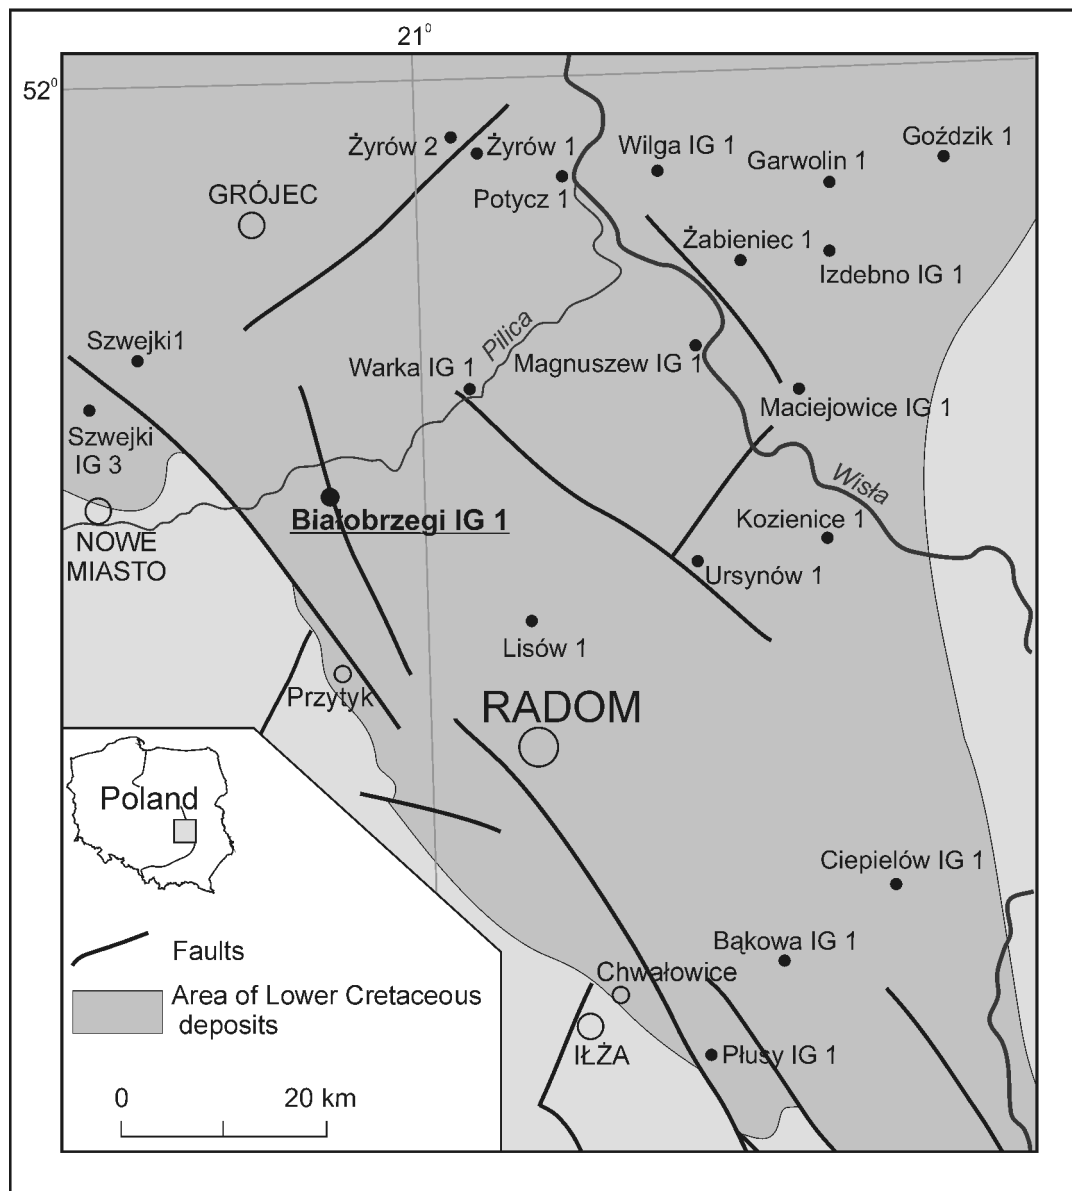 21⁰
52⁰
Żyrów 2
Żyrów 1
Wilga IG 1
Goździk 1
Garwolin 1
GRÓJEC
Potycz 1
Żabieniec 1
Izdebno IG 1
Szwejki1
Pilica
Warka IG 1
Magnuszew IG 1
Maciejowice IG 1
Szwejki
IG 3
Wisła
Białobrzegi IG 1
Kozienice 1
NOWE
MIASTO
Ursynów 1
Lisów 1
Przytyk
RADOM
Poland
Ciepielów IG 1
Bąkowa IG 1
Chwałowice
IŁŻA
Płusy IG 1
Faults
Area of Lower Cretaceous
deposits
0 20 km